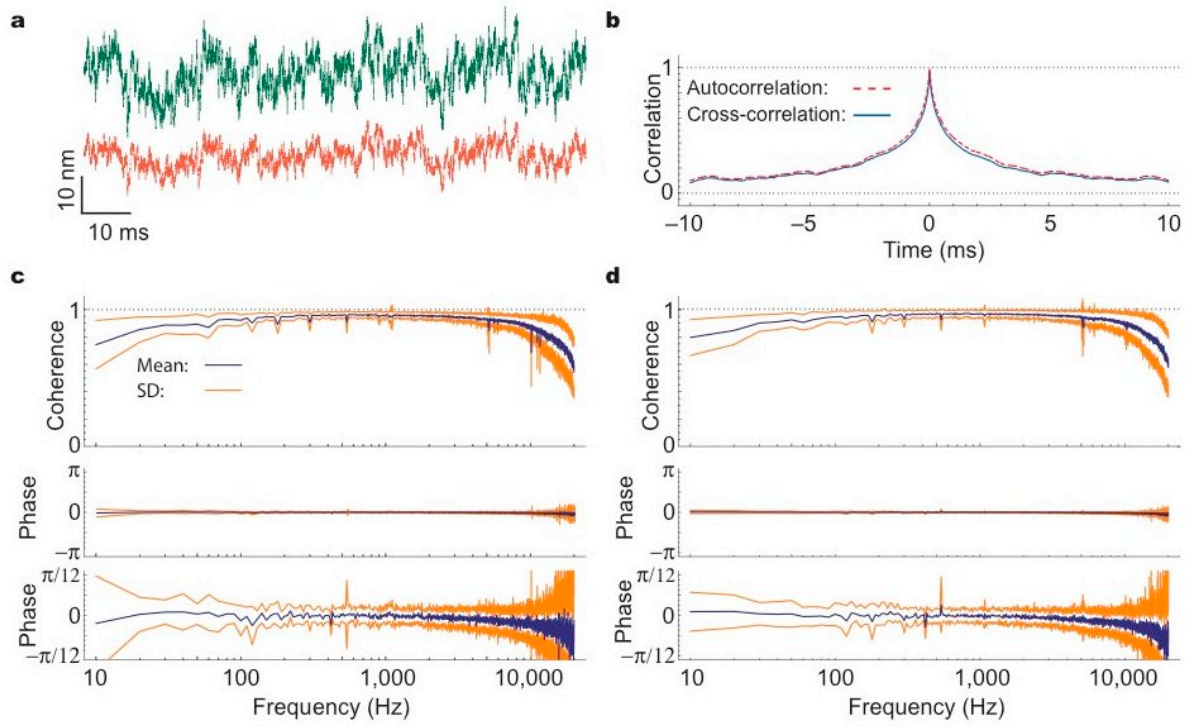 a
10 nm
10 ms
b
Correlation
1
0
Autocorrelation:
Cross-correlation:
–10
–5
0
5
10
Time (ms)
c
Coherence
1
0
Mean:
SD:
Phase
π
0
–π
Phase
π/12
0
–π/12
10
100
1,000
10,000
Frequency (Hz)
d
Coherence
1
0
Phase
π
0
–π
Phase
π/12
0
–π/12
10
100
1,000
10,000
Frequency (Hz)